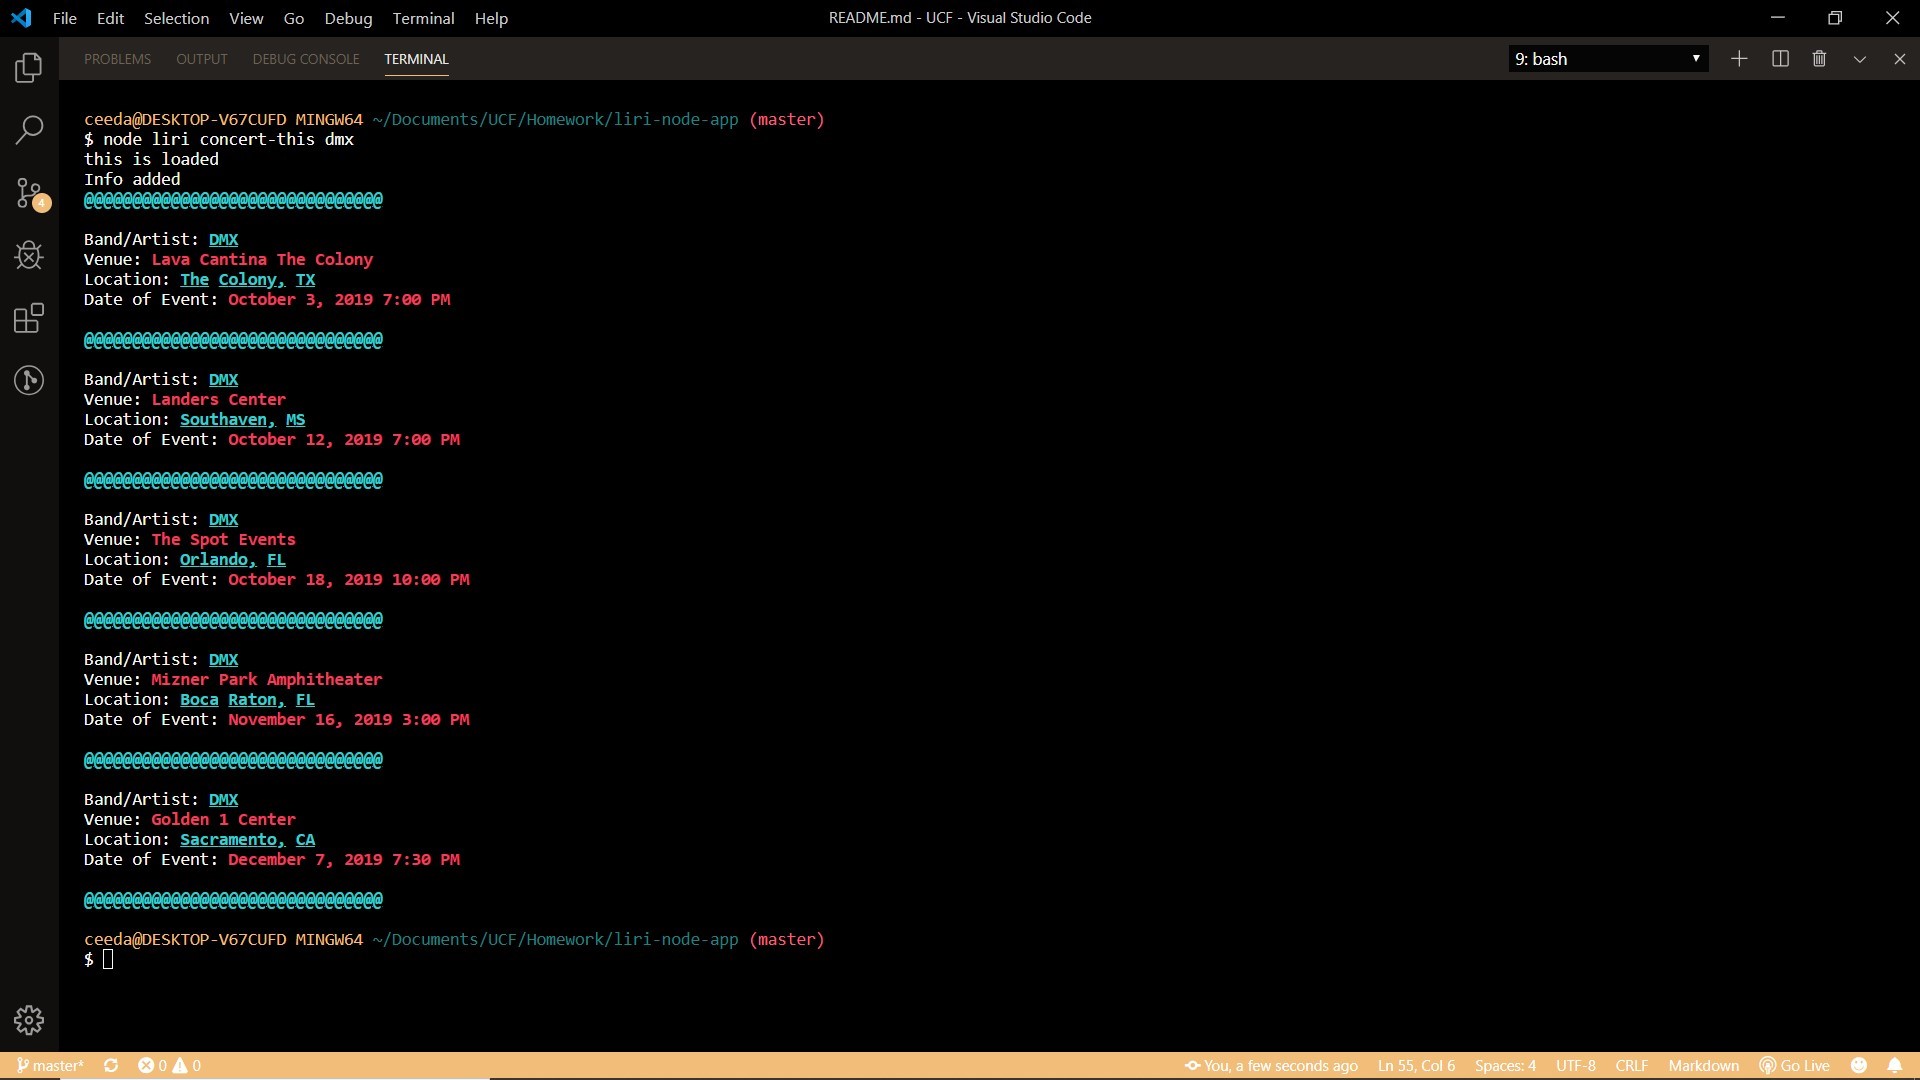 File Edit Selection View Go Debug Terminal Help README.md - UCF - Visual Studio Code
PROBLEMS OUTPUT DEBUG CONSOLE TERMINAL 9: bash
ceeda@DESKTOP-V67CUFD MINGW64 ~/Documents/UCF/Homework/liri-node-app (master)
$ node liri concert-this dmx
this is loaded
Info added
@@@@@@@@@@@@@@@@@@@@@@@@@@@@@@@
Band/Artist: DMX
Venue: Lava Cantina The Colony
Location: The Colony, TX
Date of Event: October 3, 2019 7:00 PM
@@@@@@@@@@@@@@@@@@@@@@@@@@@@@@@
Band/Artist: DMX
Venue: Landers Center
Location: Southaven, MS
Date of Event: October 12, 2019 7:00 PM
@@@@@@@@@@@@@@@@@@@@@@@@@@@@@@@
Band/Artist: DMX
Venue: The Spot Events
Location: Orlando, FL
Date of Event: October 18, 2019 10:00 PM
@@@@@@@@@@@@@@@@@@@@@@@@@@@@@@@
Band/Artist: DMX
Venue: Mizner Park Amphitheater
Location: Boca Raton, FL
Date of Event: November 16, 2019 3:00 PM
@@@@@@@@@@@@@@@@@@@@@@@@@@@@@@@
Band/Artist: DMX
Venue: Golden 1 Center
Location: Sacramento, CA
Date of Event: December 7, 2019 7:30 PM
@@@@@@@@@@@@@@@@@@@@@@@@@@@@@@@
ceeda@DESKTOP-V67CUFD MINGW64 ~/Documents/UCF/Homework/liri-node-app (master)
$
4
master* 0 0 You, a few seconds ago Ln 55, Col 6 Spaces: 4 UTF-8 CRLF Markdown Go Live